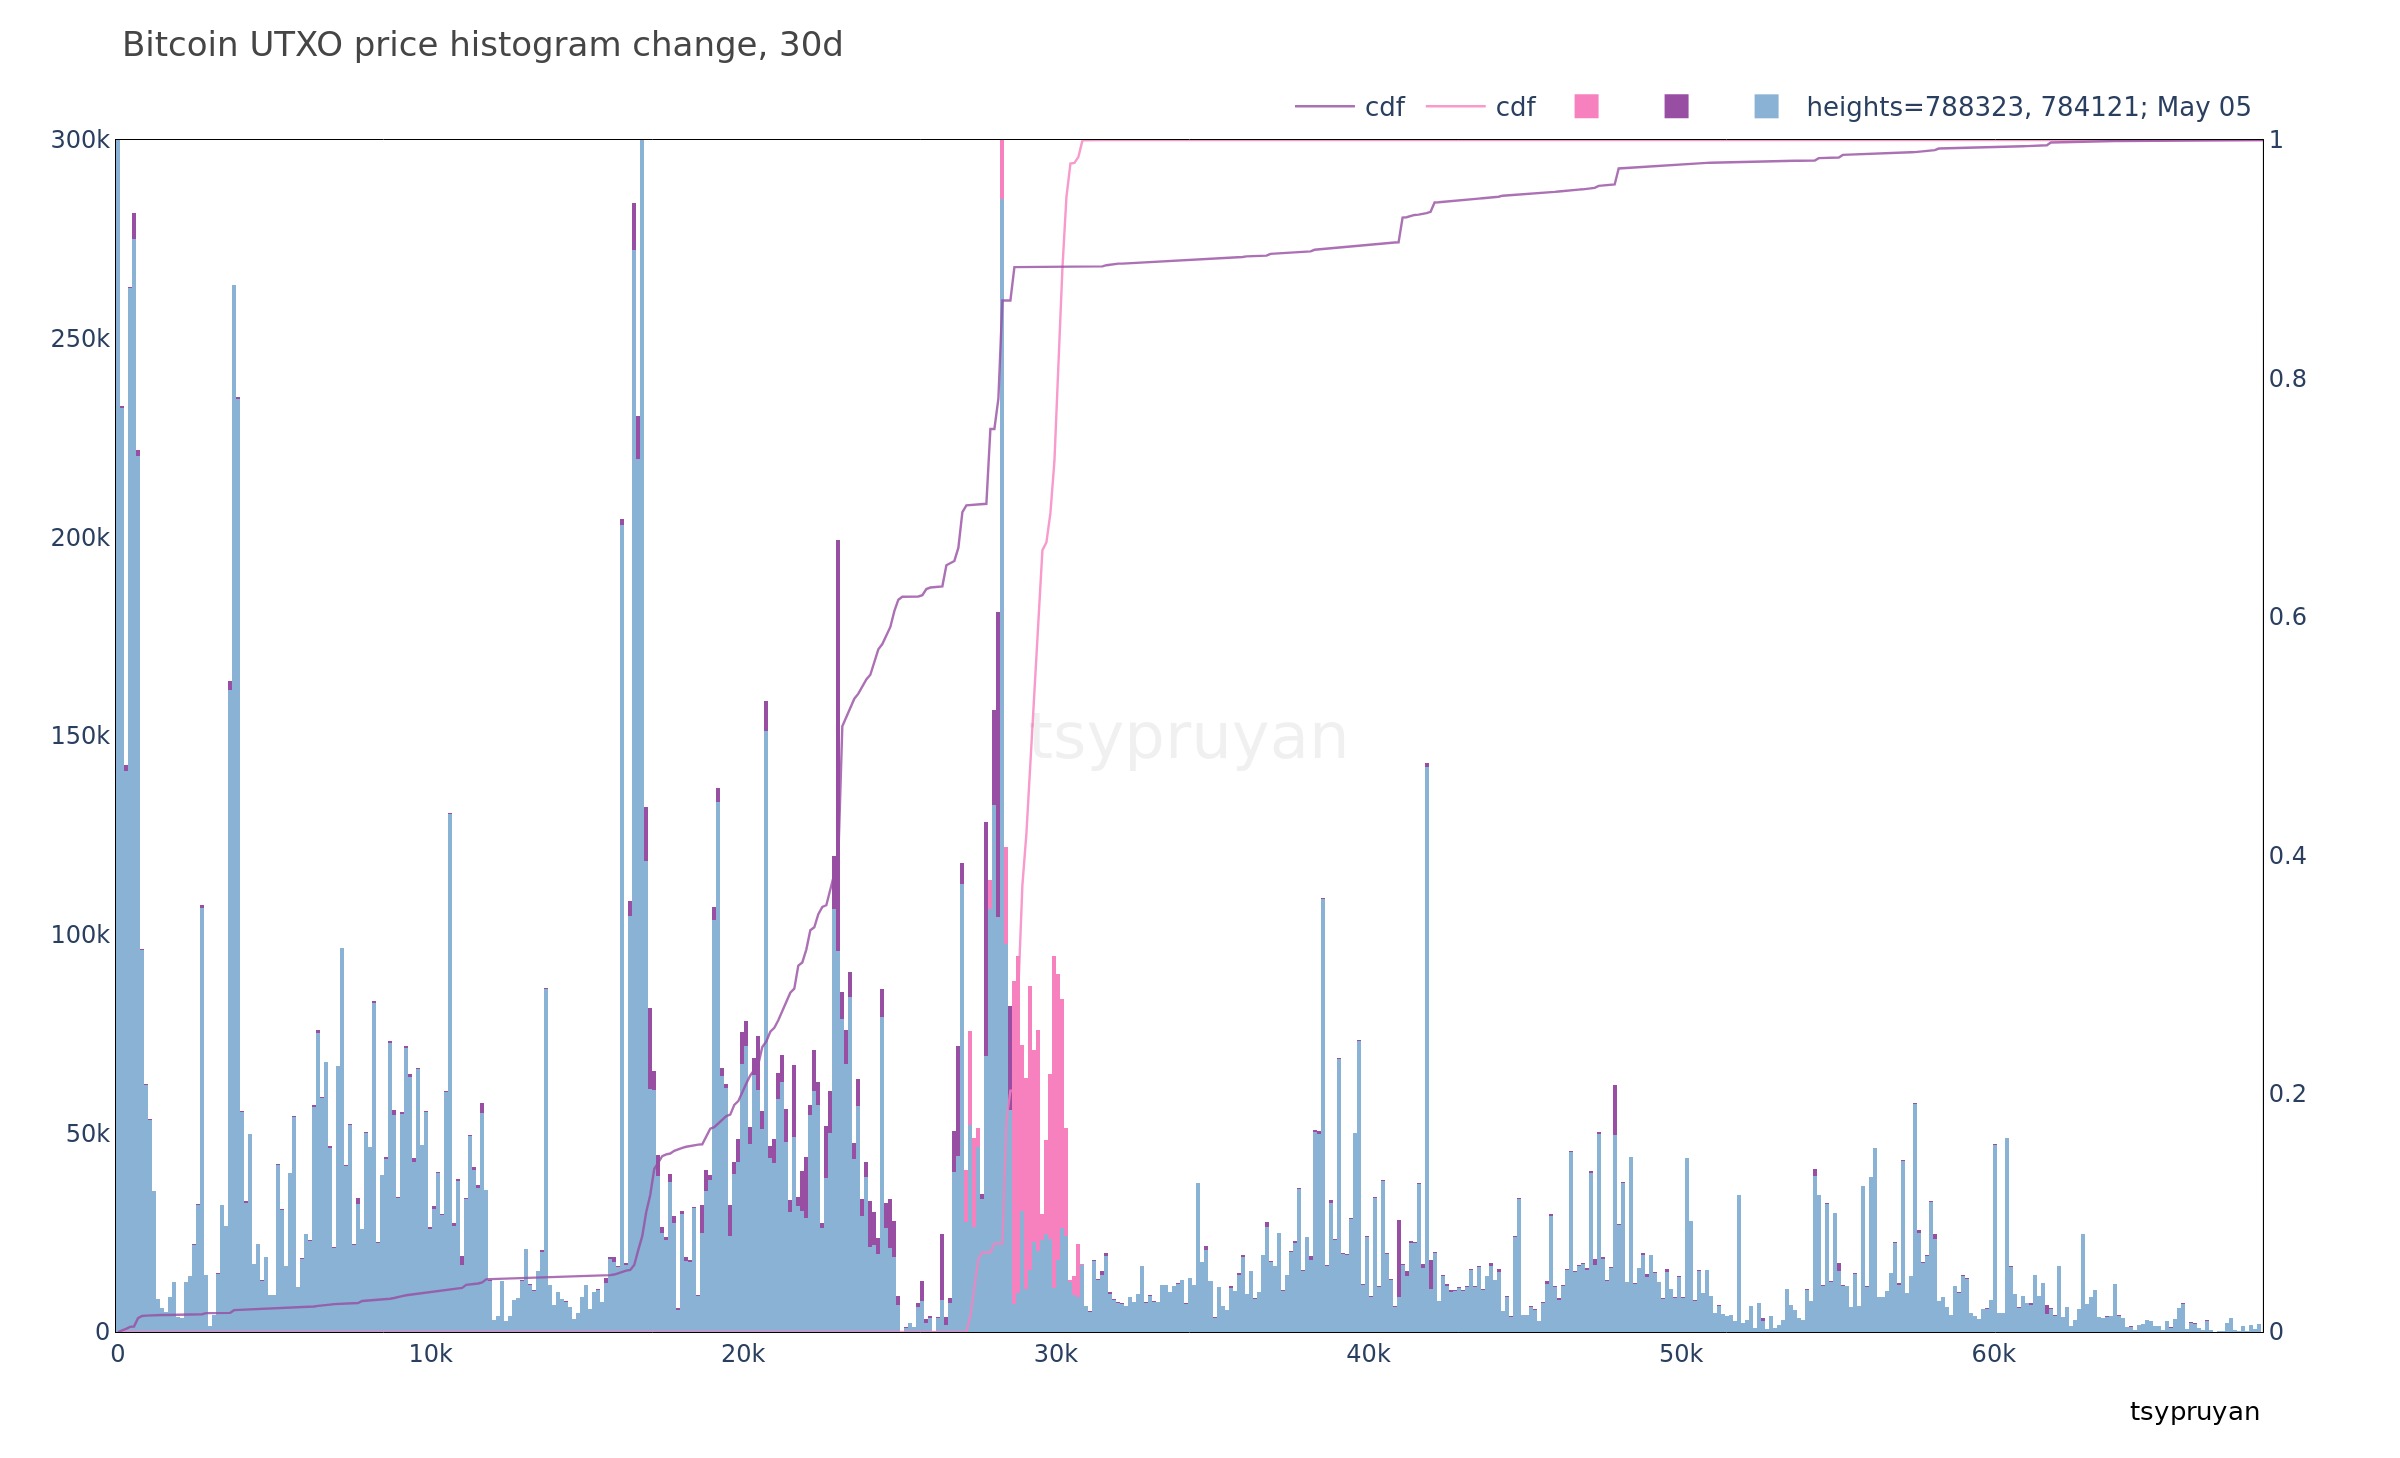 Bitcoin UTXO price histogram change, 30d
cdf cdf heights=788323, 784121; May 05
300k
250k
200k
150k
100k
50k
0
1
0.8
0.6
0.4
0.2
0
tsypruyan
0 10k 20k 30k 40k 50k 60k
tsypruyan